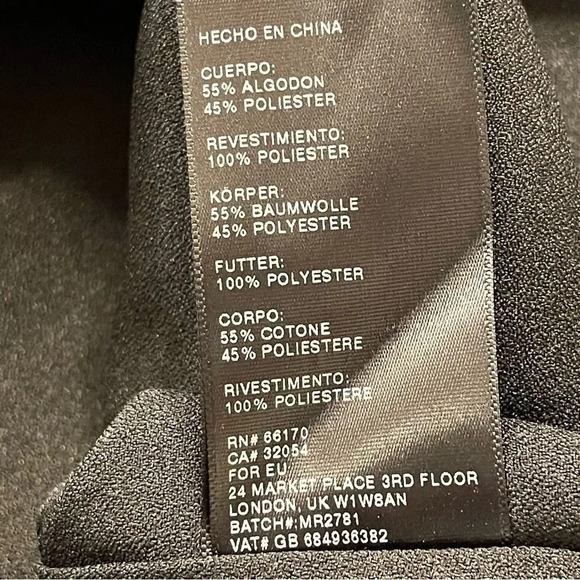 HECHO EN CHINA
CUERPO:
55% ALGODON
45% POLIESTER
REVESTIMIENTO:
100% POLIESTER
KÖRPER:
55% BAUMWOLLE
45% POLYESTER
FUTTER:
100% POLYESTER
CORPO:
55% COTONE
45% POLIESTERE
RIVESTIMENTO:
100% POLIESTERE
RN# 66170
CA# 32054
FOR EU
24 MARKET PLACE 3RD FLOOR
LONDON, UK W1W8AN
BATCH#:MR2781
VAT# GB 684936382